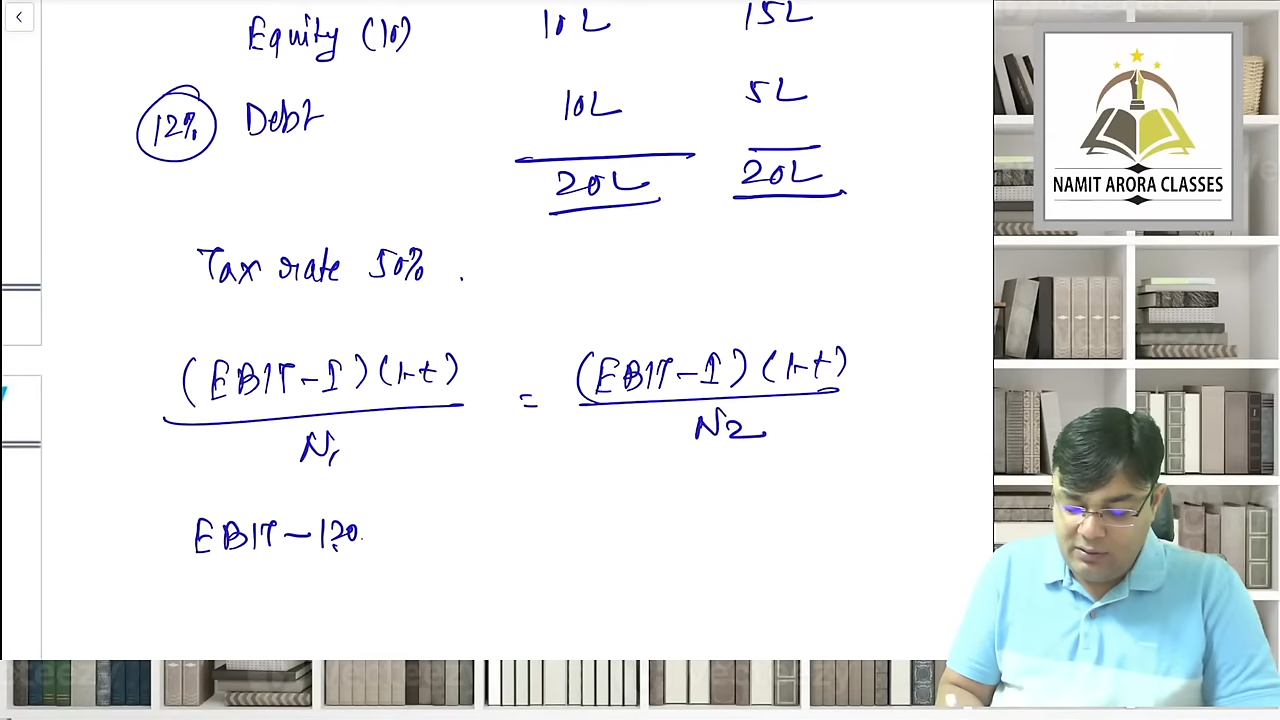 Equity (10) 10L 15L
12% Debt 10L 5L
20L 20L
Tax rate 50% .
(EBIT-I)(1-t) = (EBIT-I)(1-t)
N1 N2
EBIT-120
NAMIT ARORA CLASSES